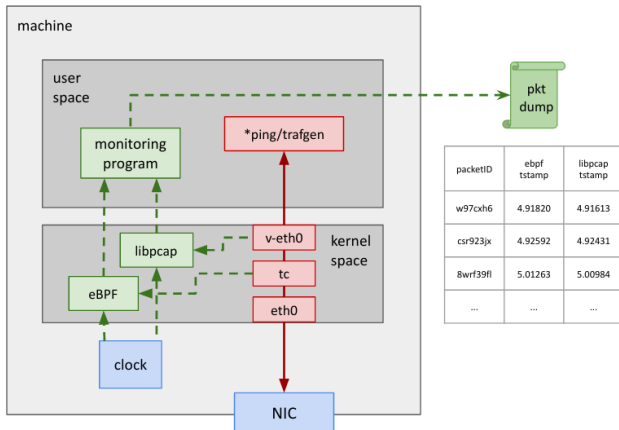 machine
user
space
monitoring
program
*ping/trafgen
pkt
dump
v-eth0
kernel
space
libpcap
tc
eBPF
eth0
clock
NIC
packetID ebpf tstamp libpcap tstamp
w97cxh6 4.91820 4.91613
csr923jx 4.92592 4.92431
8wrf39fl 5.01263 5.00984
... ... ...